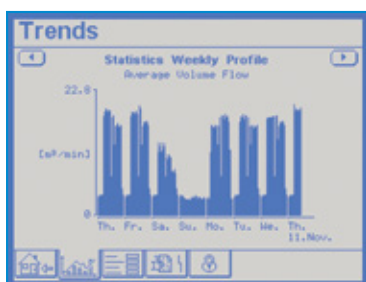 Trends
Statistics Weekly Profile
Average Volume Flow
22.8
[m³/min]
0
Th. Fr. Sa. Su. Mo. Tu. We. Th.
11.Nov.